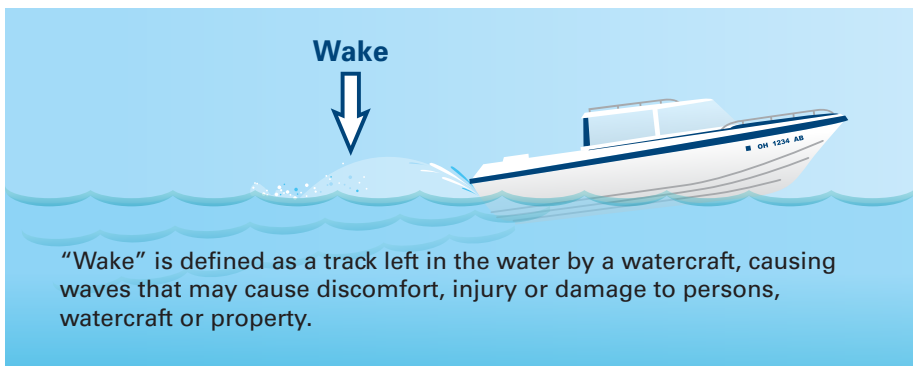 Wake
OH 1234 AB
“Wake” is defined as a track left in the water by a watercraft, causing
waves that may cause discomfort, injury or damage to persons,
watercraft or property.